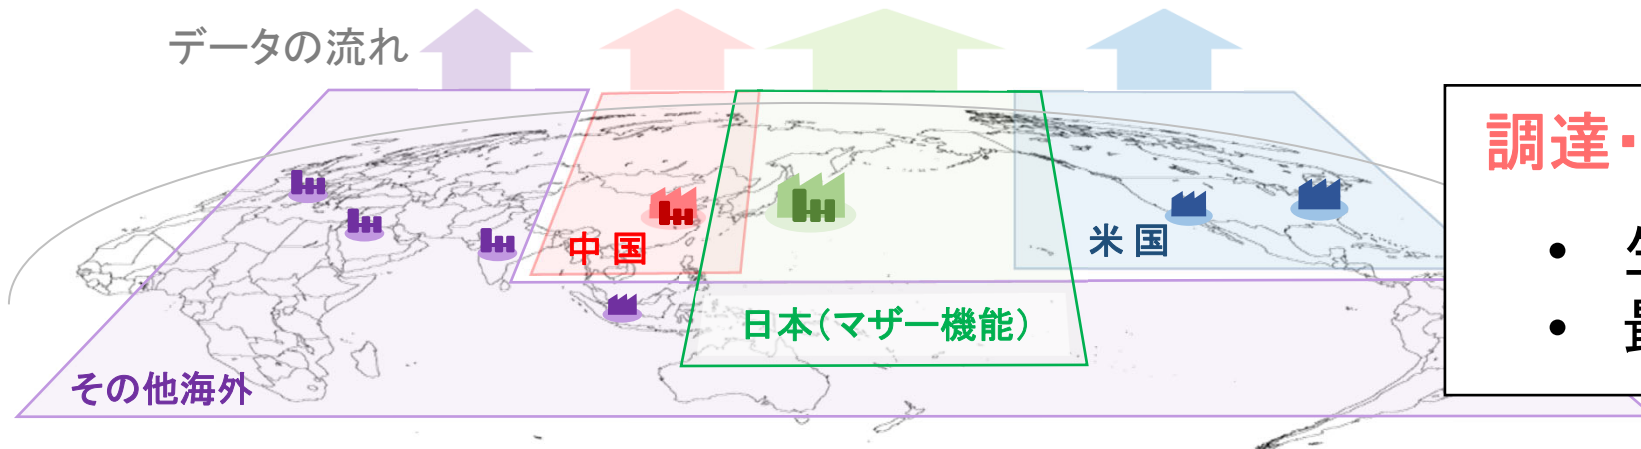 データの流れ
調達・
中国
米国
日本(マザー機能)
その他海外